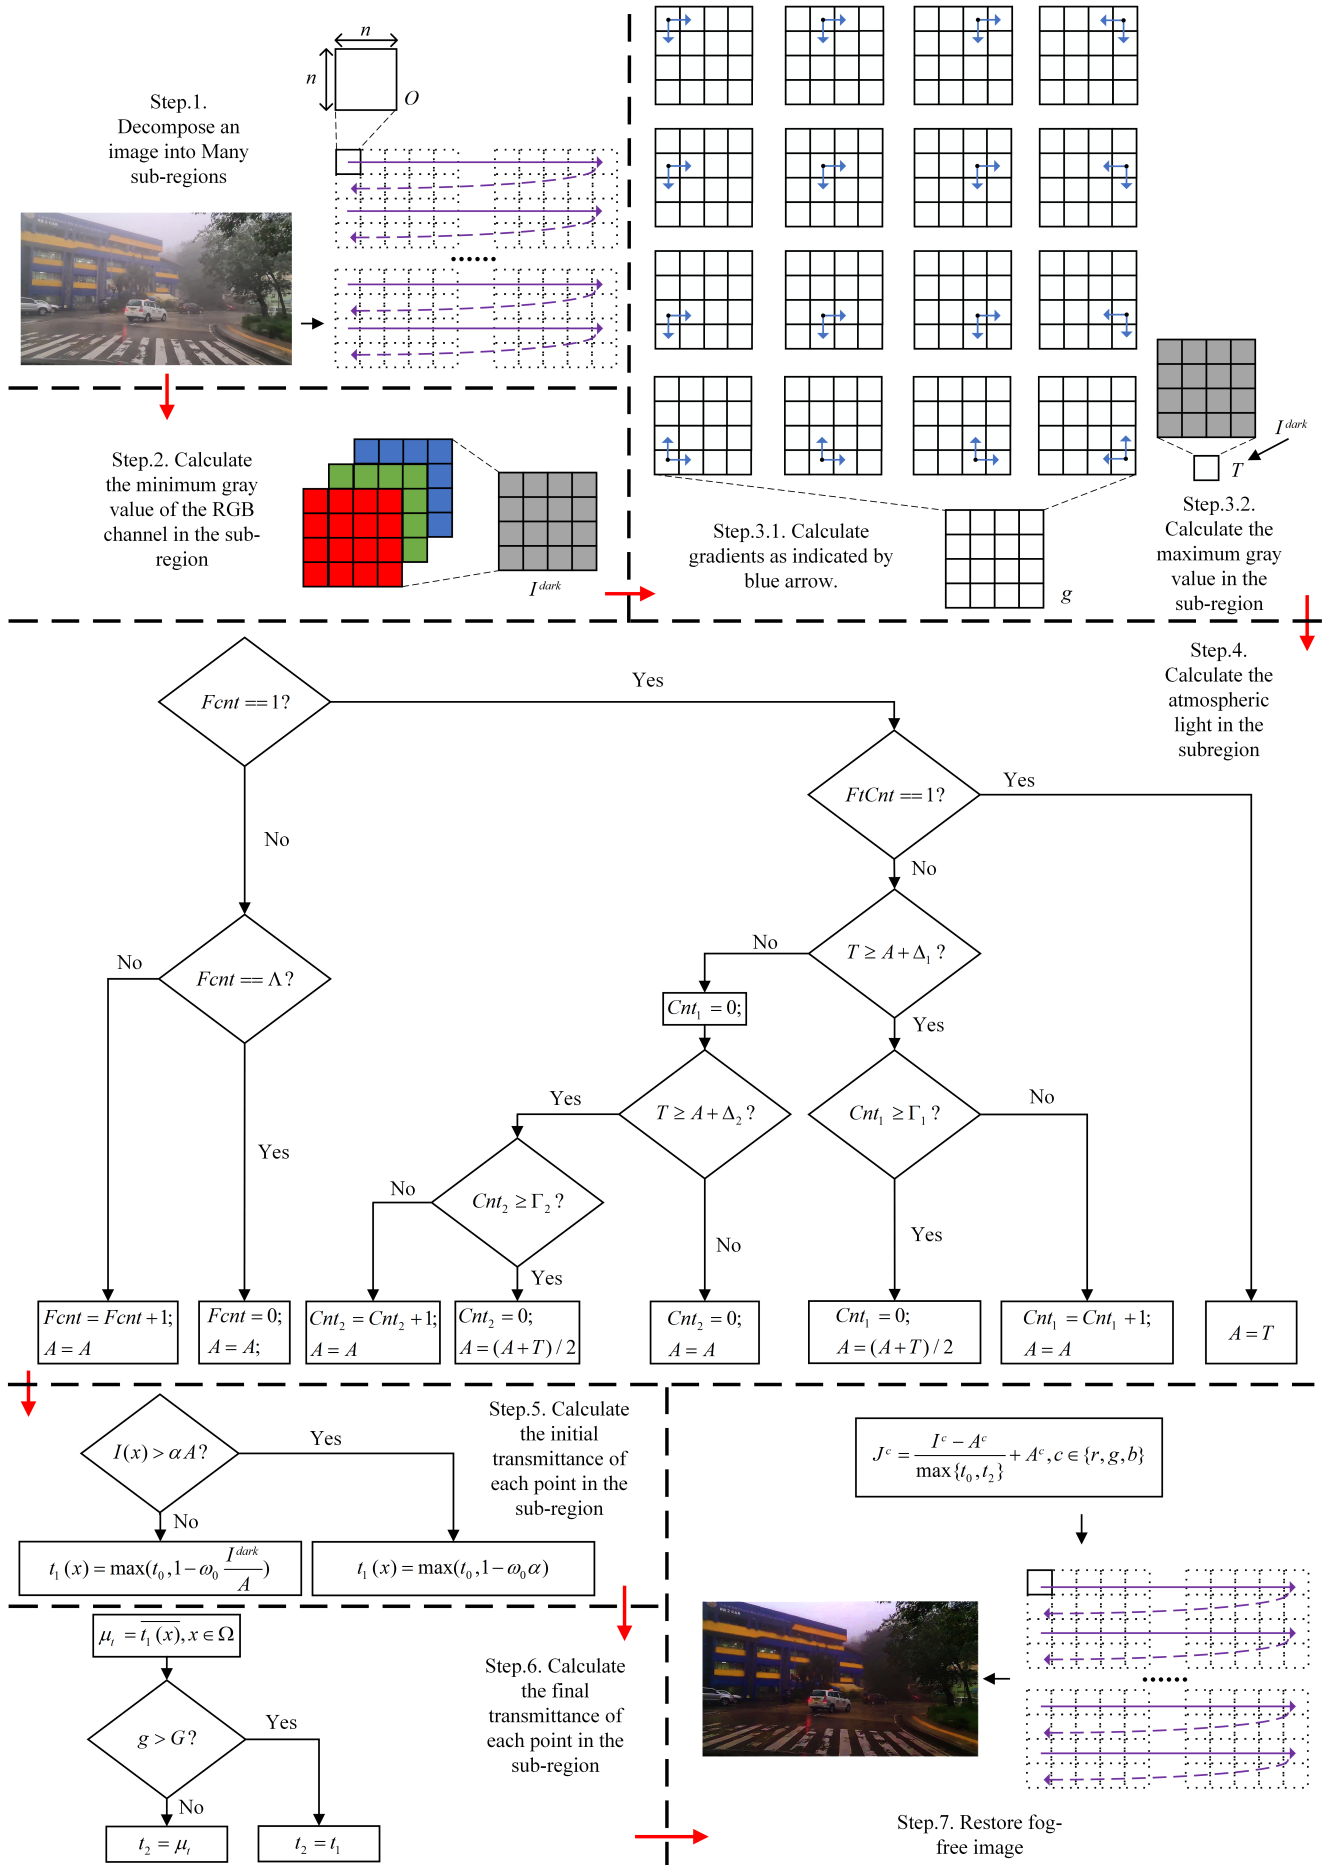 Step.1.
Decompose an
image into Many
sub-regions
n
n
O
......
Step.2. Calculate
the minimum gray
value of the RGB
channel in the sub-
region
I^{dark}
Step.3.1. Calculate
gradients as indicated by
blue arrow.
g
I^{dark}
T
Step.3.2.
Calculate the
maximum gray
value in the
sub-region
Step.4.
Calculate the
atmospheric
light in the
subregion
Fcnt == 1?
Yes
No
FtCnt == 1?
Yes
No
T ≥ A + Δ₁ ?
No
Yes
Fcnt == Λ ?
No
Yes
Cnt₁ = 0;
T ≥ A + Δ₂ ?
Yes
No
Cnt₁ ≥ Γ₁ ?
No
Yes
Cnt₂ ≥ Γ₂ ?
No
Yes
Fcnt = Fcnt + 1;
A = A
Fcnt = 0;
A = A;
Cnt₂ = Cnt₂ + 1;
A = A
Cnt₂ = 0;
A = (A + T) / 2
Cnt₂ = 0;
A = A
Cnt₁ = 0;
A = (A + T) / 2
Cnt₁ = Cnt₁ + 1;
A = A
A = T
Step.5. Calculate
the initial
transmittance of
each point in the
sub-region
I(x) > αA?
Yes
No
t₁(x) = max(t₀, 1 − ω₀ I^{dark}/A)
t₁(x) = max(t₀, 1 − ω₀α)
Step.6. Calculate
the final
transmittance of
each point in the
sub-region
μ_t = \overline{t₁(x)}, x ∈ Ω
g > G?
Yes
No
t₂ = μ_t
t₂ = t₁
J^c = (I^c − A^c)/max{t₀, t₂} + A^c, c ∈ {r, g, b}
......
Step.7. Restore fog-
free image